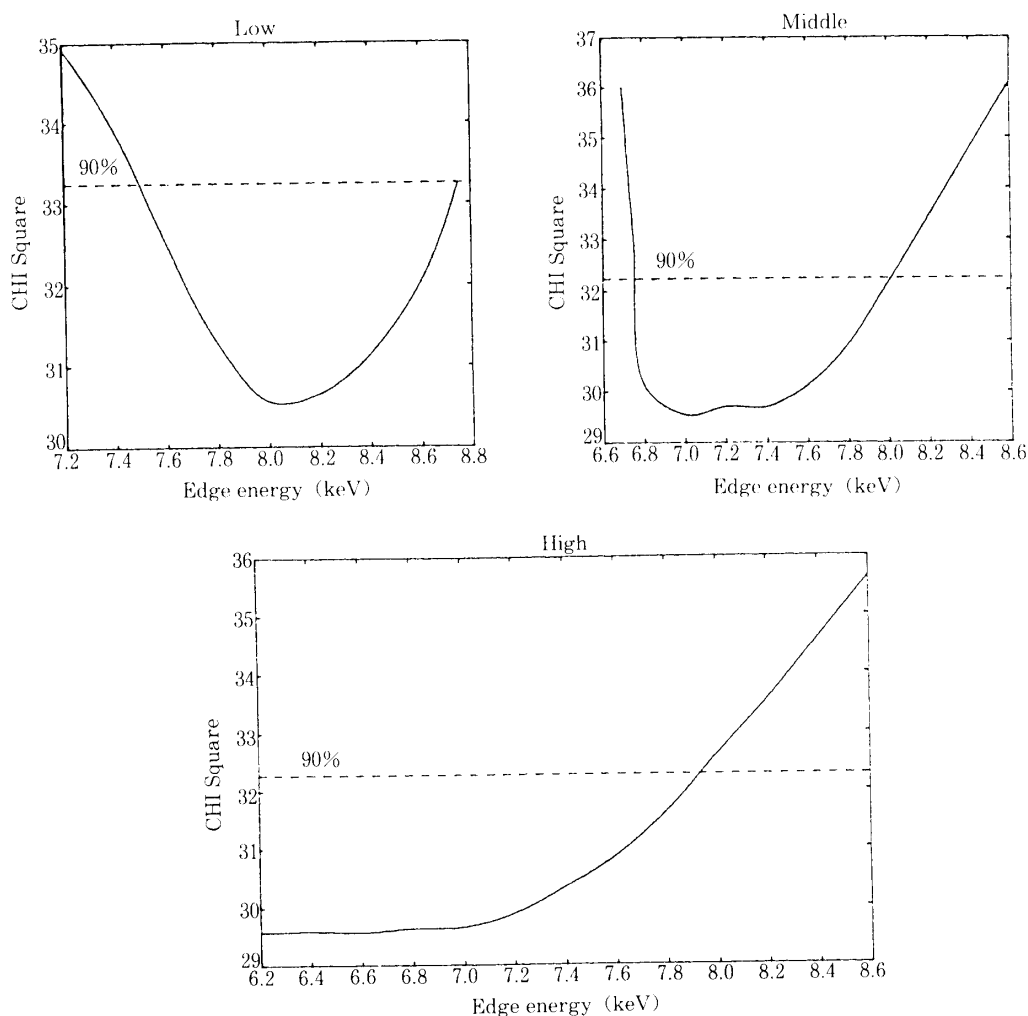 Low
35
34
33
32
31
30
90%
CHI Square
7.2 7.4 7.6 7.8 8.0 8.2 8.4 8.6 8.8
Edge energy (keV)
Middle
37
36
35
34
33
32
31
30
29
90%
CHI Square
6.6 6.8 7.0 7.2 7.4 7.6 7.8 8.0 8.2 8.4 8.6
Edge energy (keV)
High
36
35
34
33
32
31
30
29
90%
CHI Square
6.2 6.4 6.6 6.8 7.0 7.2 7.4 7.6 7.8 8.0 8.2 8.4 8.6
Edge energy (keV)